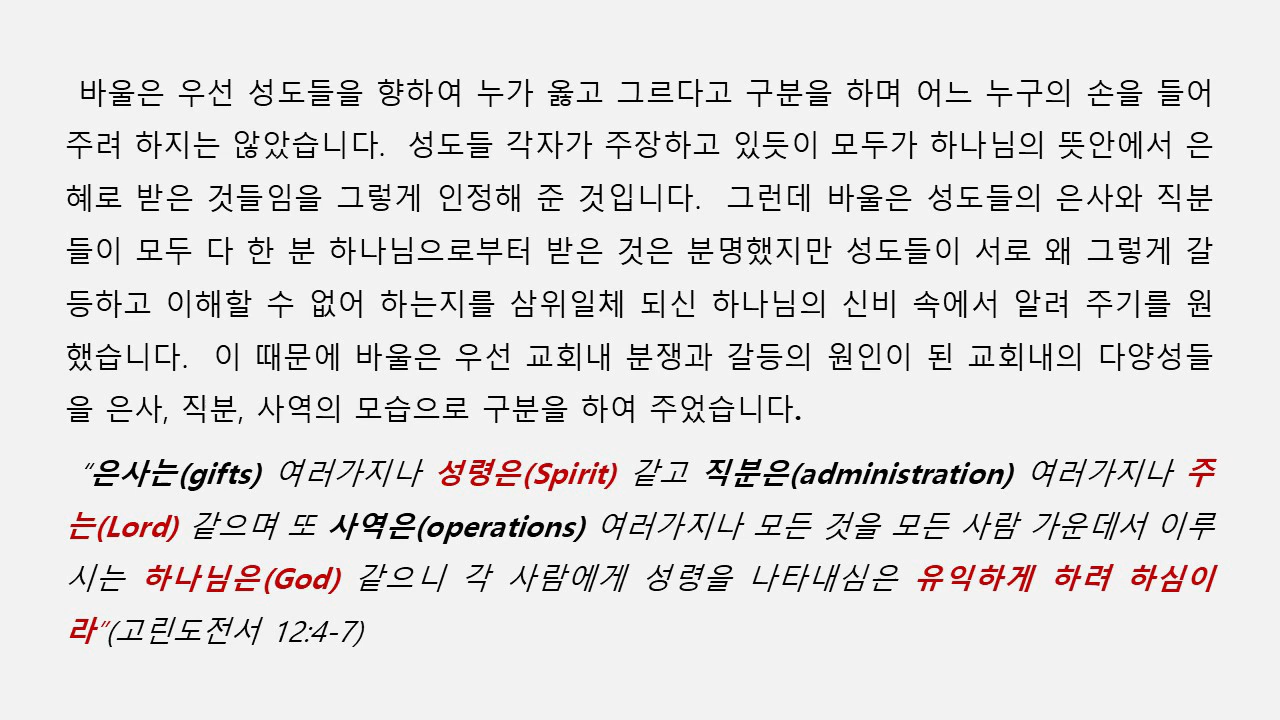 바울은 우선 성도들을 향하여 누가 옳고 그르다고 구분을 하며 어느 누구의 손을 들어
주려 하지는 않았습니다. 성도들 각자가 주장하고 있듯이 모두가 하나님의 뜻안에서 은
혜로 받은 것들임을 그렇게 인정해 준 것입니다. 그런데 바울은 성도들의 은사와 직분
들이 모두 다 한 분 하나님으로부터 받은 것은 분명했지만 성도들이 서로 왜 그렇게 갈
등하고 이해할 수 없어 하는지를 삼위일체 되신 하나님의 신비 속에서 알려 주기를 원
했습니다. 이 때문에 바울은 우선 교회내 분쟁과 갈등의 원인이 된 교회내의 다양성들
을 은사, 직분, 사역의 모습으로 구분을 하여 주었습니다.
“은사는(gifts) 여러가지나 성령은(Spirit) 같고 직분은(administration) 여러가지나 주
는(Lord) 같으며 또 사역은(operations) 여러가지나 모든 것을 모든 사람 가운데서 이루
시는 하나님은(God) 같으니 각 사람에게 성령을 나타내심은 유익하게 하려 하심이
라”(고린도전서 12:4-7)